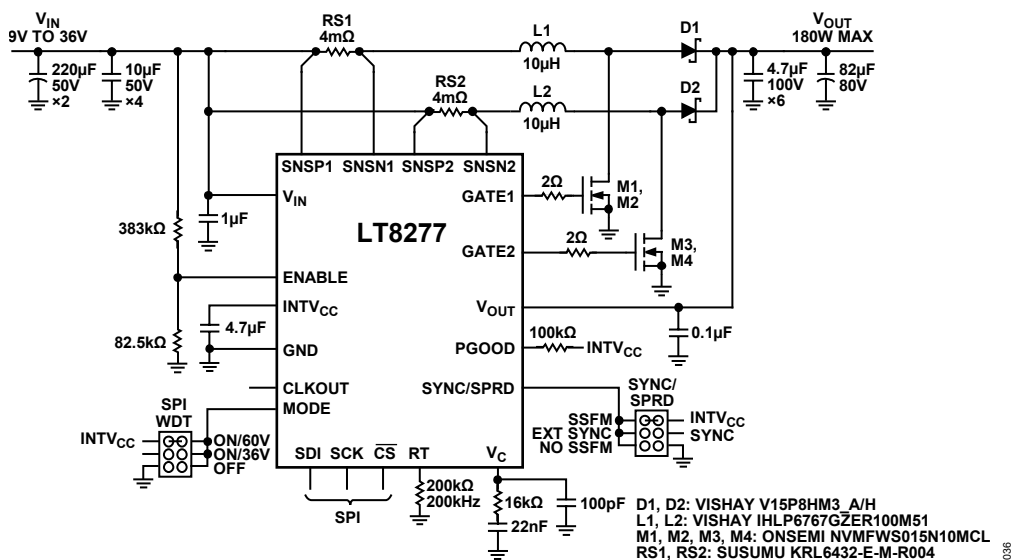 VIN
9V TO 36V
RS1
4mΩ
L1
10µH
D1
VOUT
180W MAX
220µF
50V
×2
10µF
50V
×4
RS2
4mΩ
L2
10µH
D2
4.7µF
100V
×6
82µF
80V
SNSP1 SNSN1 SNSP2 SNSN2
VIN
GATE1
2Ω
M1,
M2
1µF
383kΩ
LT8277
GATE2
2Ω
M3,
M4
ENABLE
INTVCC
VOUT
4.7µF
0.1µF
82.5kΩ
GND
PGOOD
100kΩ
INTVCC
CLKOUT
SYNC/SPRD
SYNC/
SPRD
SPI
WDT
MODE
INTVCC
ON/60V
ON/36V
OFF
SSFM
EXT SYNC
NO SSFM
INTVCC
SYNC
SDI SCK CS RT
VC
SPI
200kΩ
200kHz
16kΩ
22nF
100pF
D1, D2: VISHAY V15P8HM3_A/H
L1, L2: VISHAY IHLP6767GZER100M51
M1, M2, M3, M4: ONSEMI NVMFWS015N10MCL
RS1, RS2: SUSUMU KRL6432-E-M-R004
036